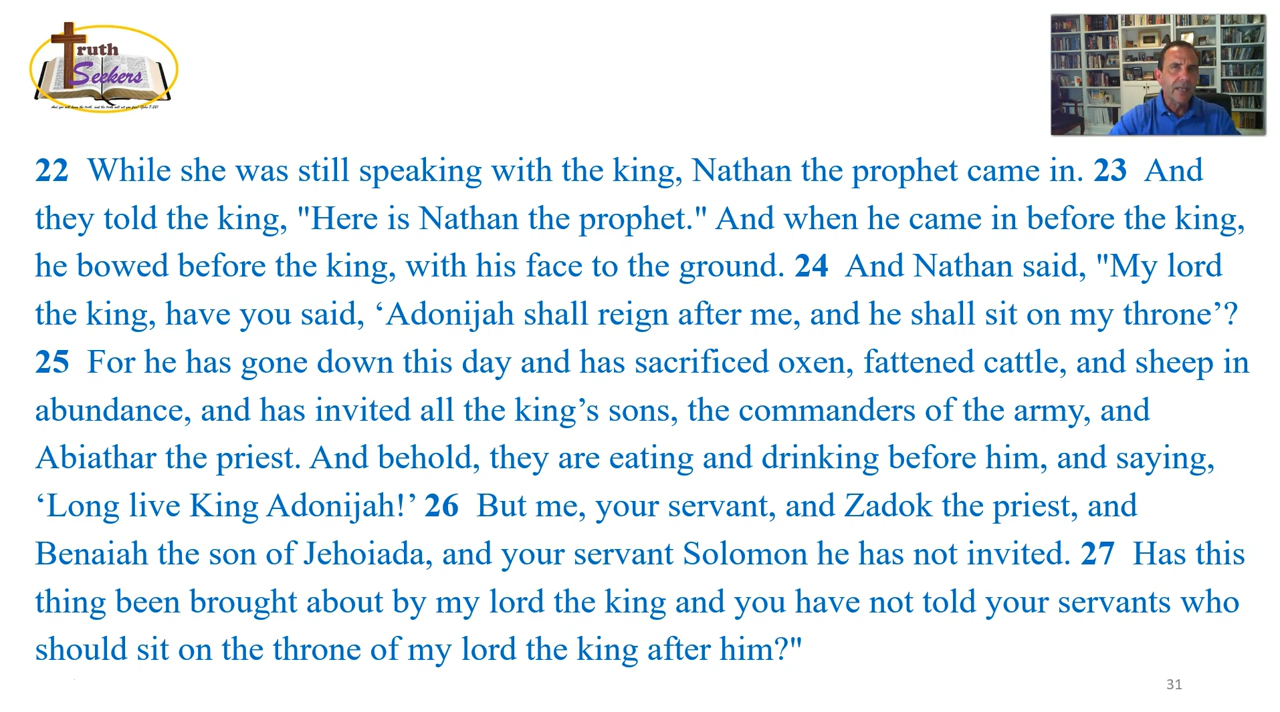 Truth
Seekers
22 While she was still speaking with the king, Nathan the prophet came in. 23 And
they told the king, "Here is Nathan the prophet." And when he came in before the king,
he bowed before the king, with his face to the ground. 24 And Nathan said, "My lord
the king, have you said, ‘Adonijah shall reign after me, and he shall sit on my throne’?
25 For he has gone down this day and has sacrificed oxen, fattened cattle, and sheep in
abundance, and has invited all the king’s sons, the commanders of the army, and
Abiathar the priest. And behold, they are eating and drinking before him, and saying,
‘Long live King Adonijah!’ 26 But me, your servant, and Zadok the priest, and
Benaiah the son of Jehoiada, and your servant Solomon he has not invited. 27 Has this
thing been brought about by my lord the king and you have not told your servants who
should sit on the throne of my lord the king after him?"
31